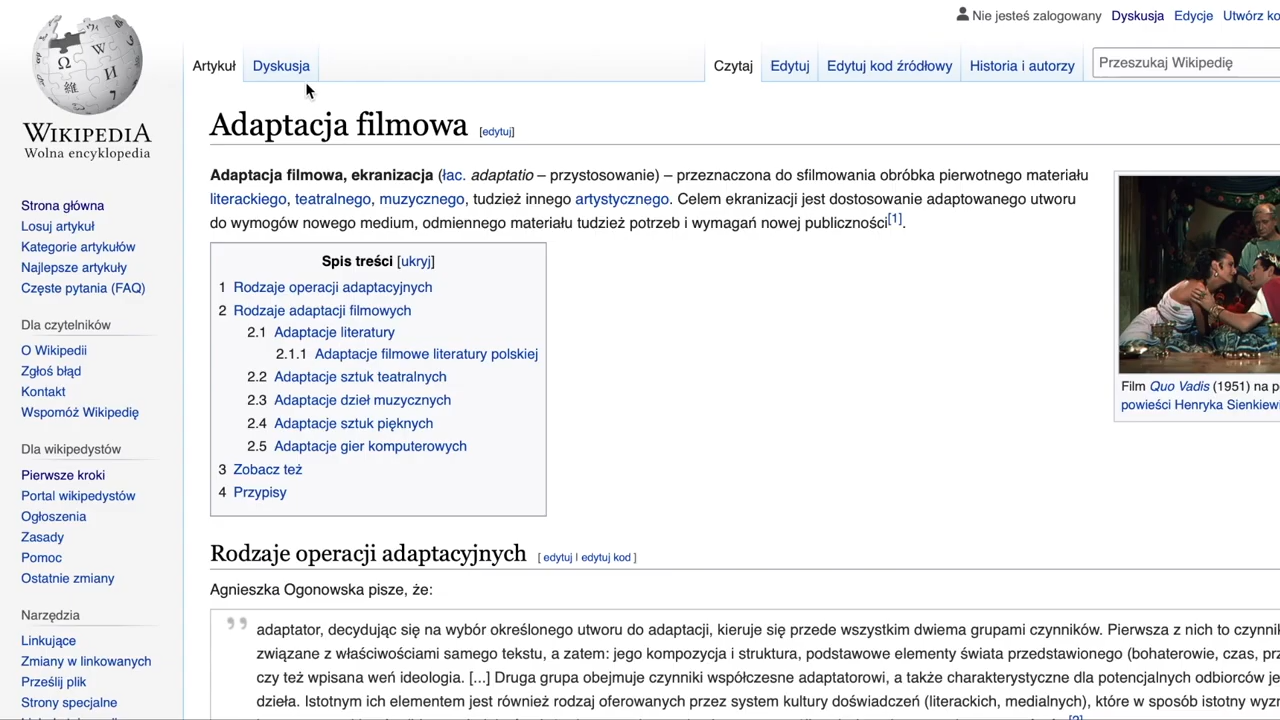 Nie jesteś zalogowany Dyskusja Edycje Utwórz
Artykuł Dyskusja Czytaj Edytuj Edytuj kod źródłowy Historia i autorzy Przeszukaj Wikipedię
WIKIPEDIA
Wolna encyklopedia
Strona główna
Losuj artykuł
Kategorie artykułów
Najlepsze artykuły
Częste pytania (FAQ)
Dla czytelników
O Wikipedii
Zgłoś błąd
Kontakt
Wspomóż Wikipedię
Dla wikipedystów
Pierwsze kroki
Portal wikipedystów
Ogłoszenia
Zasady
Pomoc
Ostatnie zmiany
Narzędzia
Linkujące
Zmiany w linkowanych
Prześlij plik
Strony specjalne
Adaptacja filmowa [edytuj]
Adaptacja filmowa, ekranizacja (łac. adaptatio – przystosowanie) – przeznaczona do sfilmowania obróbka pierwotnego materiału
literackiego, teatralnego, muzycznego, tudzież innego artystycznego. Celem ekranizacji jest dostosowanie adaptowanego utworu
do wymogów nowego medium, odmiennego materiału tudzież potrzeb i wymagań nowej publiczności[1].
Spis treści [ukryj]
1 Rodzaje operacji adaptacyjnych
2 Rodzaje adaptacji filmowych
2.1 Adaptacje literatury
2.1.1 Adaptacje filmowe literatury polskiej
2.2 Adaptacje sztuk teatralnych
2.3 Adaptacje dzieł muzycznych
2.4 Adaptacje sztuk pięknych
2.5 Adaptacje gier komputerowych
3 Zobacz też
4 Przypisy
Film Quo Vadis (1951) na
powieści Henryka
Rodzaje operacji adaptacyjnych [ edytuj | edytuj kod ]
Agnieszka Ogonowska pisze, że:
adaptator, decydując się na wybór określonego utworu do adaptacji, kieruje się przede wszystkim dwiema grupami czynników. Pierwsza z nich to
związane z właściwościami samego tekstu, a zatem: jego kompozycja i struktura, podstawowe elementy świata przedstawionego (bohaterowie, czas,
czy też wpisana weń ideologia. [...] Druga grupa obejmuje czynniki współczesne adaptatorowi, a także charakterystyczne dla potencjalnych odbiorców
dzieła. Istotnym ich elementem jest również rodzaj oferowanych przez system kultury doświadczeń (literackich, medialnych), które w sposób istotny